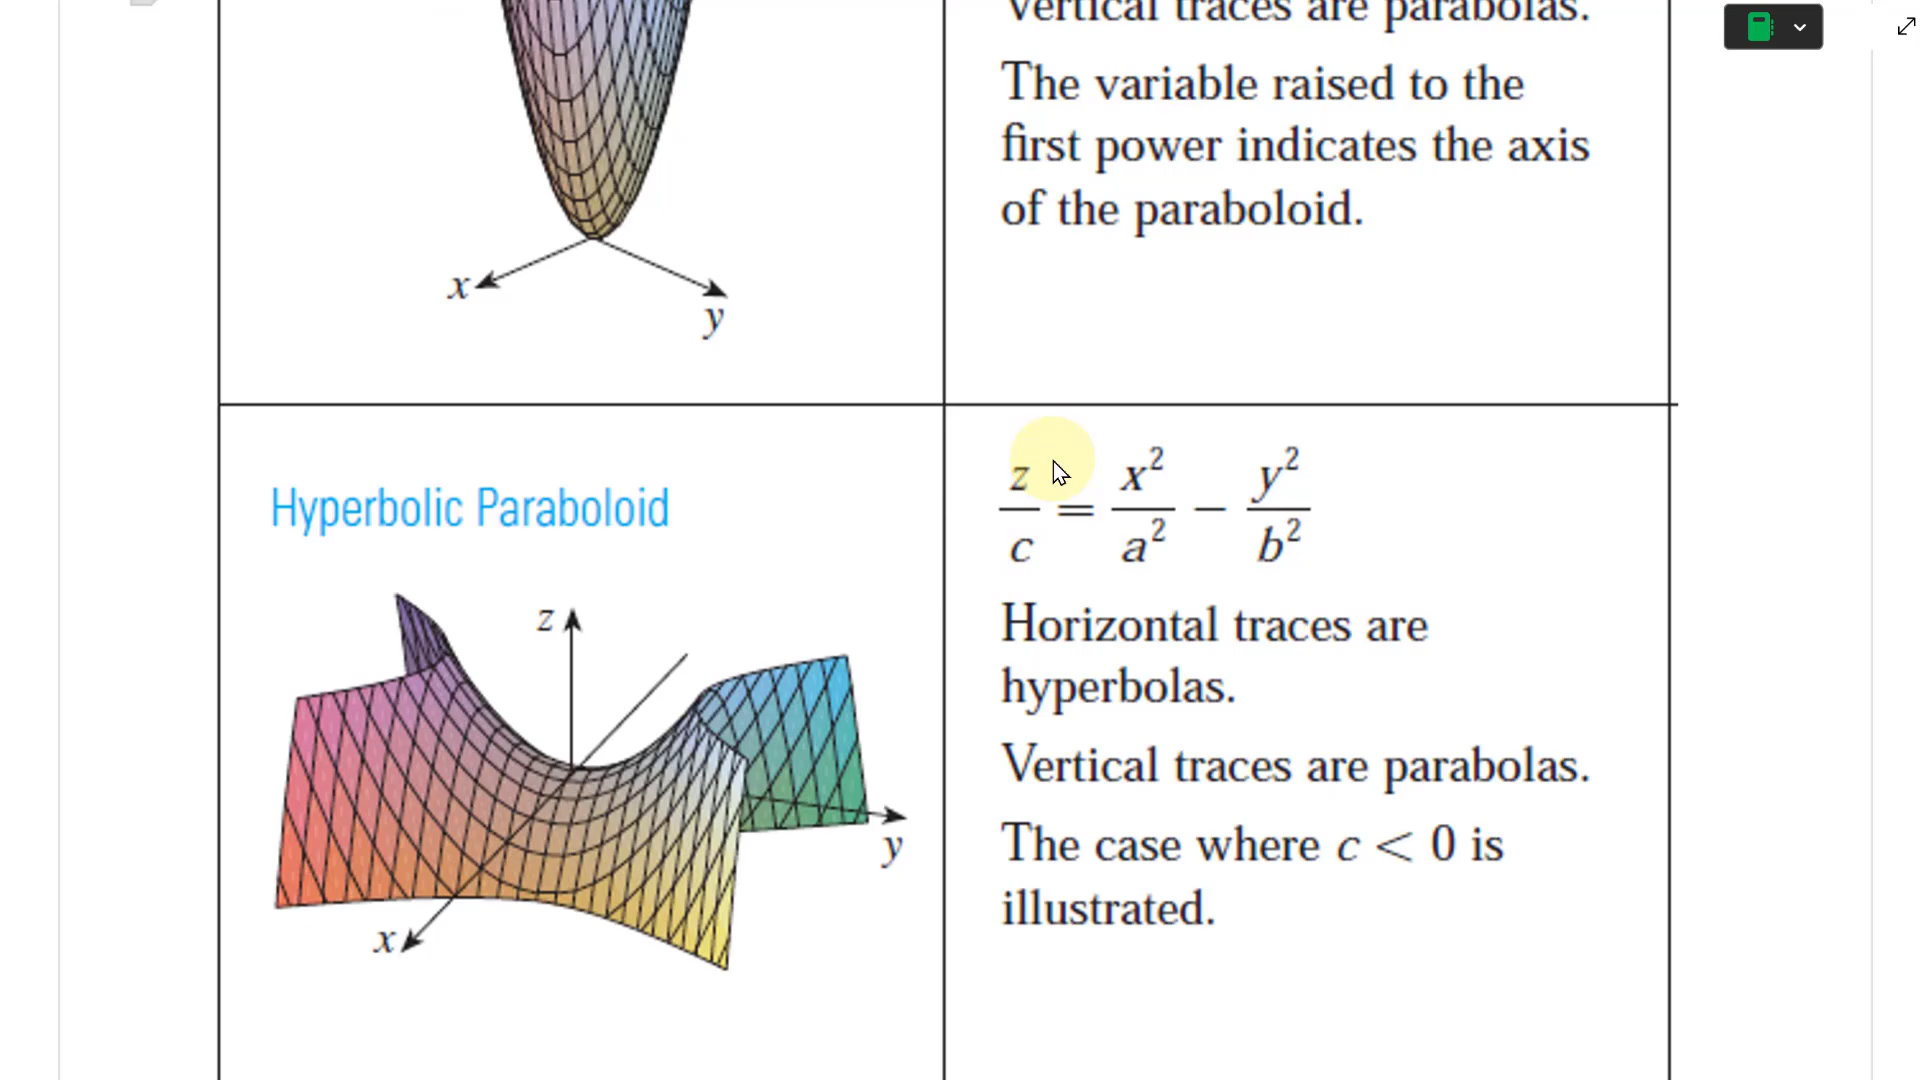 Vertical traces are parabolas.
The variable raised to the
first power indicates the axis
of the paraboloid.
x
y
Hyperbolic Paraboloid
z
y
x
z/c = x²/a² − y²/b²
Horizontal traces are
hyperbolas.
Vertical traces are parabolas.
The case where c < 0 is
illustrated.